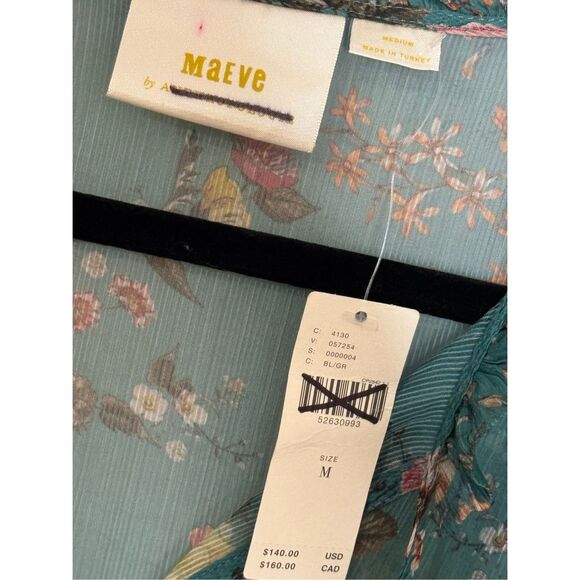 MaEve
by
MEDIUM
MADE IN TURKEY
C: 4130
V: 057254
S: 0000004
C: BL/GR
52630993
SIZE
M
$140.00 USD
$160.00 CAD